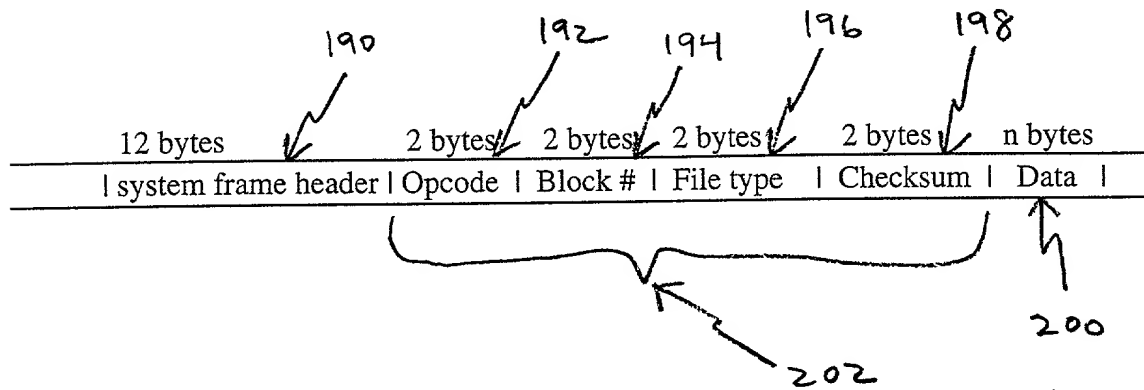 190 192 194 196 198
12 bytes 2 bytes 2 bytes 2 bytes 2 bytes n bytes
| system frame header | Opcode | Block # | File type | Checksum | Data |
200
202